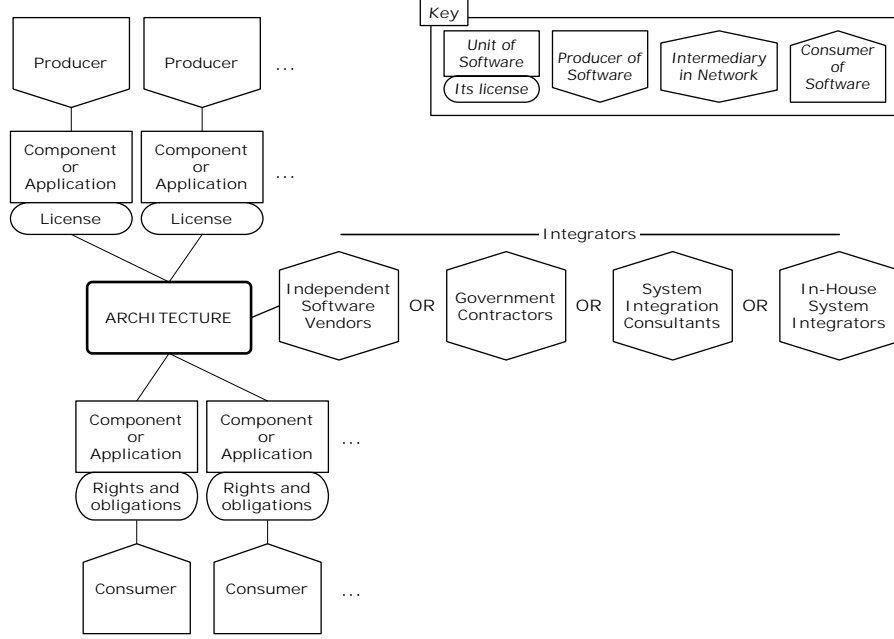 Key
Unit of
Software
Its license
Producer of
Software
Intermediary
in Network
Consumer
of
Software
Producer
Producer
...
Component
or
Application
License
Component
or
Application
License
...
Integrators
ARCHITECTURE
Independent
Software
Vendors
OR
Government
Contractors
OR
System
Integration
Consultants
OR
In-House
System
Integrators
Component
or
Application
Rights and
obligations
Component
or
Application
Rights and
obligations
...
Consumer
Consumer
...